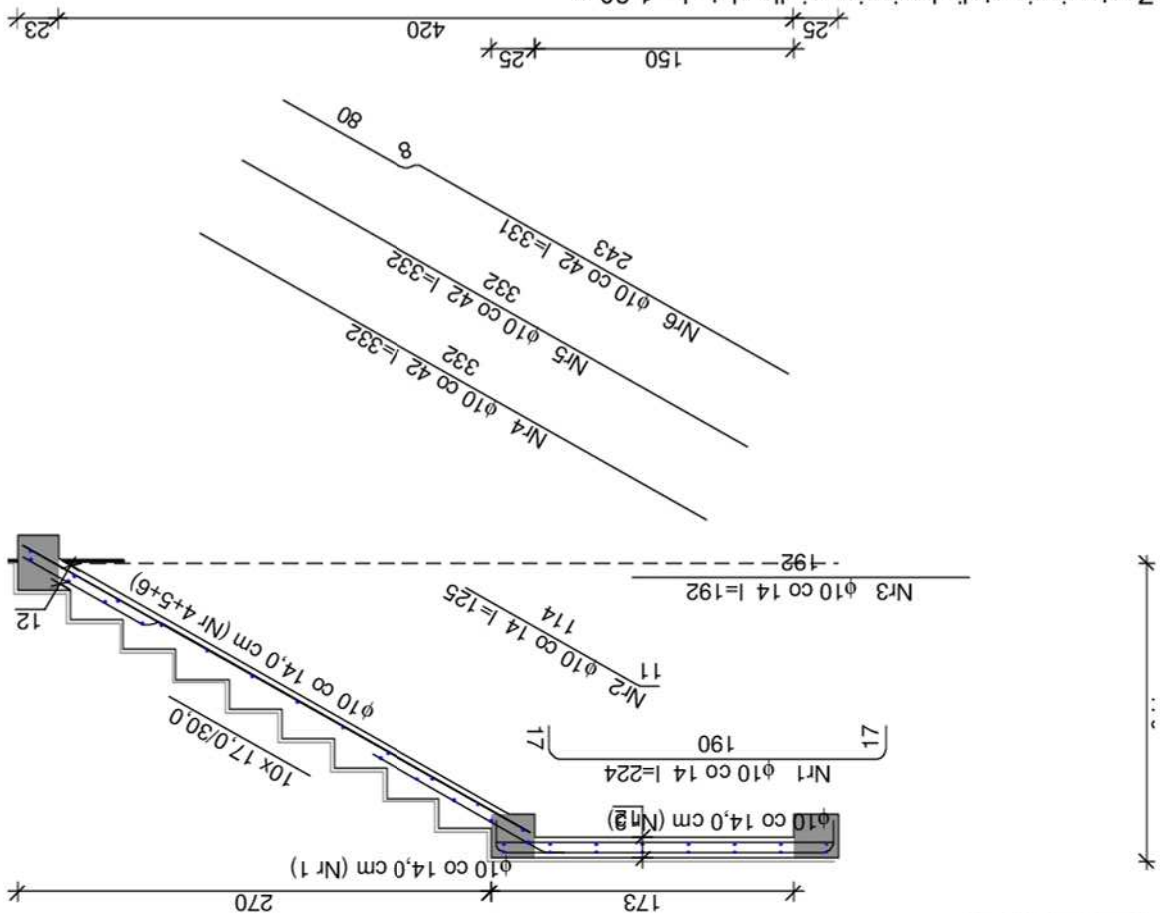 173
270
φ10 co 14,0 cm (Nr 1)
φ10 co 14,0 cm (Nr 3)
12
10x 17,0/30,0
φ10 co 14,0 cm (Nr 4+5+6)
12
Nr1 φ10 co 14 l=224
17
190
17
11
Nr2 φ10 co 14 l=125
114
Nr3 φ10 co 14 l=192
192
Nr4 φ10 co 42 l=332
332
Nr5 φ10 co 42 l=332
332
Nr6 φ10 co 42 l=331
243
8
80
150
25
25
420
23